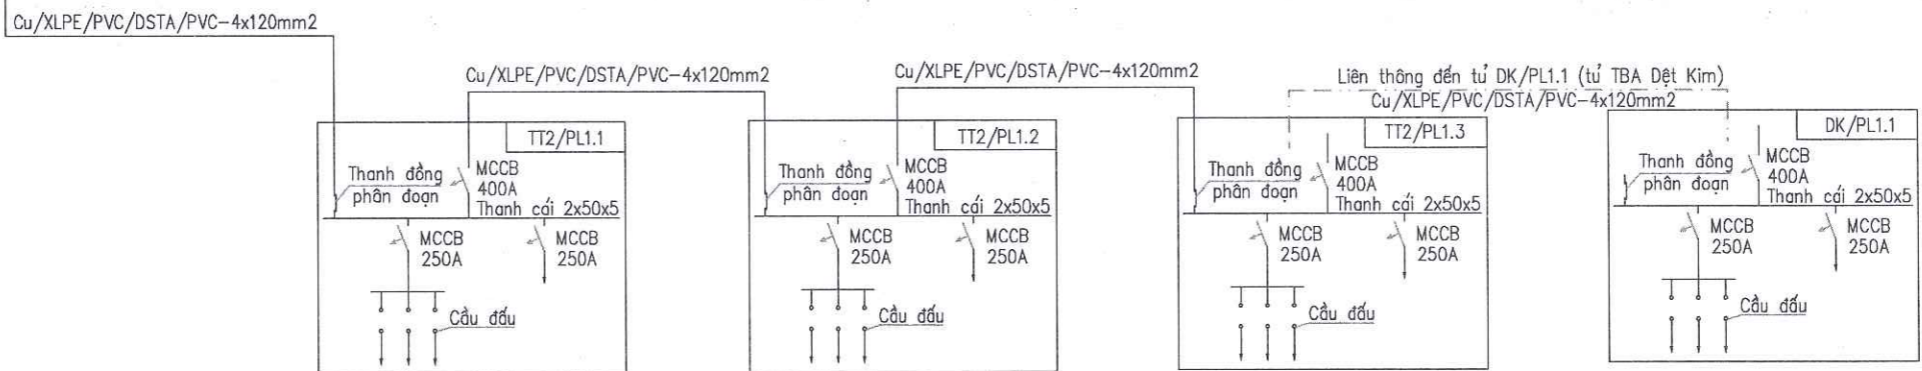 Cu/XLPE/PVC/DSTA/PVC-4x120mm2
Cu/XLPE/PVC/DSTA/PVC-4x120mm2
Cu/XLPE/PVC/DSTA/PVC-4x120mm2
Liên thông đến tủ DK/PL1.1 (tủ TBA Dệt Kim)
Cu/XLPE/PVC/DSTA/PVC-4x120mm2
TT2/PL1.1
Thanh đồng
phân đoạn
MCCB
400A
Thanh cái 2x50x5
MCCB
250A
MCCB
250A
Cầu đấu
TT2/PL1.2
Thanh đồng
phân đoạn
MCCB
400A
Thanh cái 2x50x5
MCCB
250A
MCCB
250A
Cầu đấu
TT2/PL1.3
Thanh đồng
phân đoạn
MCCB
400A
Thanh cái 2x50x5
MCCB
250A
MCCB
250A
Cầu đấu
DK/PL1.1
Thanh đồng
phân đoạn
MCCB
400A
Thanh cái 2x50x5
MCCB
250A
MCCB
250A
Cầu đấu